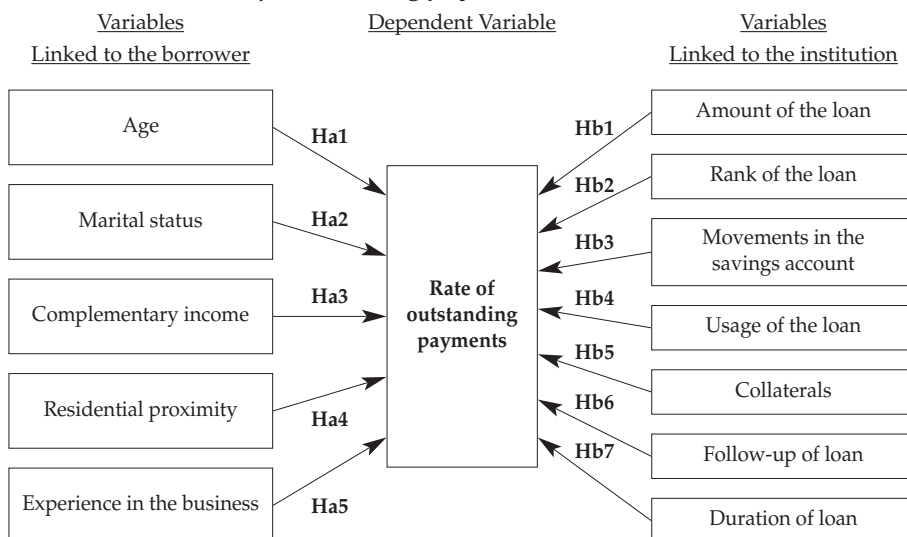 Variables
Linked to the borrower
Dependent Variable
Variables
Linked to the institution
Age
Marital status
Complementary income
Residential proximity
Experience in the business
Ha1
Ha2
Ha3
Ha4
Ha5
Rate of
outstanding
payments
Hb1
Hb2
Hb3
Hb4
Hb5
Hb6
Hb7
Amount of the loan
Rank of the loan
Movements in the
savings account
Usage of the loan
Collaterals
Follow-up of loan
Duration of loan